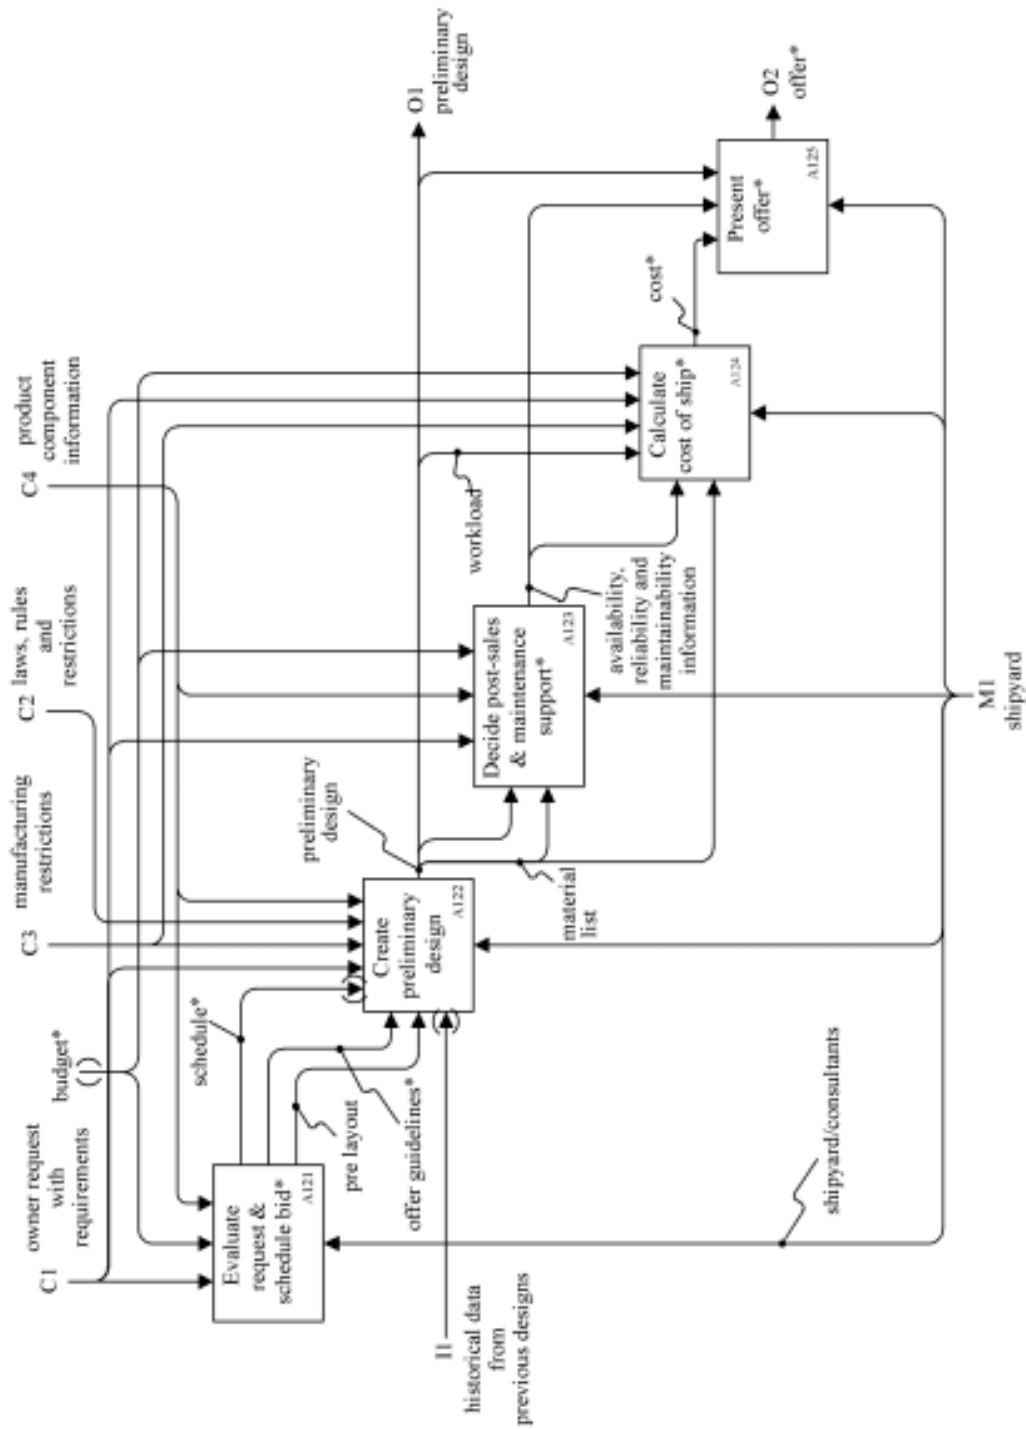 C1
owner request
with
requirements
budget*
C3
manufacturing
restrictions
C2
laws, rules
and
restrictions
C4
product
component
information
Evaluate
request &
schedule bid*
A121
schedule*
pre layout
offer guidelines*
I1
historical data
from
previous designs
Create
preliminary
design
A122
preliminary
design
material
list
Decide post-sales
& maintenance
support*
A123
availability,
reliability and
maintainability
information
workload
Calculate
cost of ship*
A124
cost*
Present
offer*
A125
O1
preliminary
design
O2
offer*
shipyard/consultants
M1
shipyard